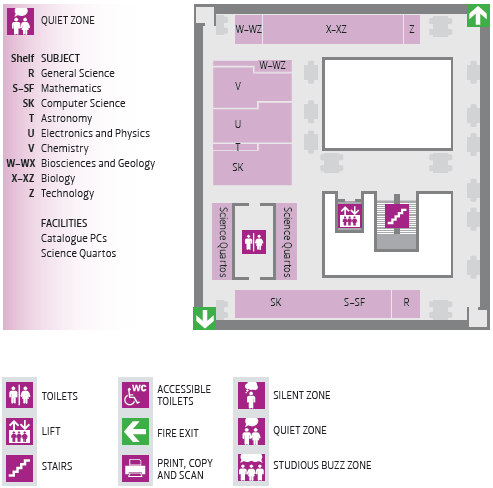 QUIET ZONE
Shelf SUBJECT
R General Science
S–SF Mathematics
SK Computer Science
T Astronomy
U Electronics and Physics
V Chemistry
W–WX Biosciences and Geology
X–XZ Biology
Z Technology
FACILITIES
Catalogue PCs
Science Quartos
W–WZ X–XZ Z
W–WZ
V
U
T
SK
Science Quartos
Science Quartos
SK S–SF R
TOILETS
LIFT
STAIRS
WC
ACCESSIBLE
TOILETS
FIRE EXIT
PRINT, COPY
AND SCAN
SILENT ZONE
QUIET ZONE
STUDIOUS BUZZ ZONE